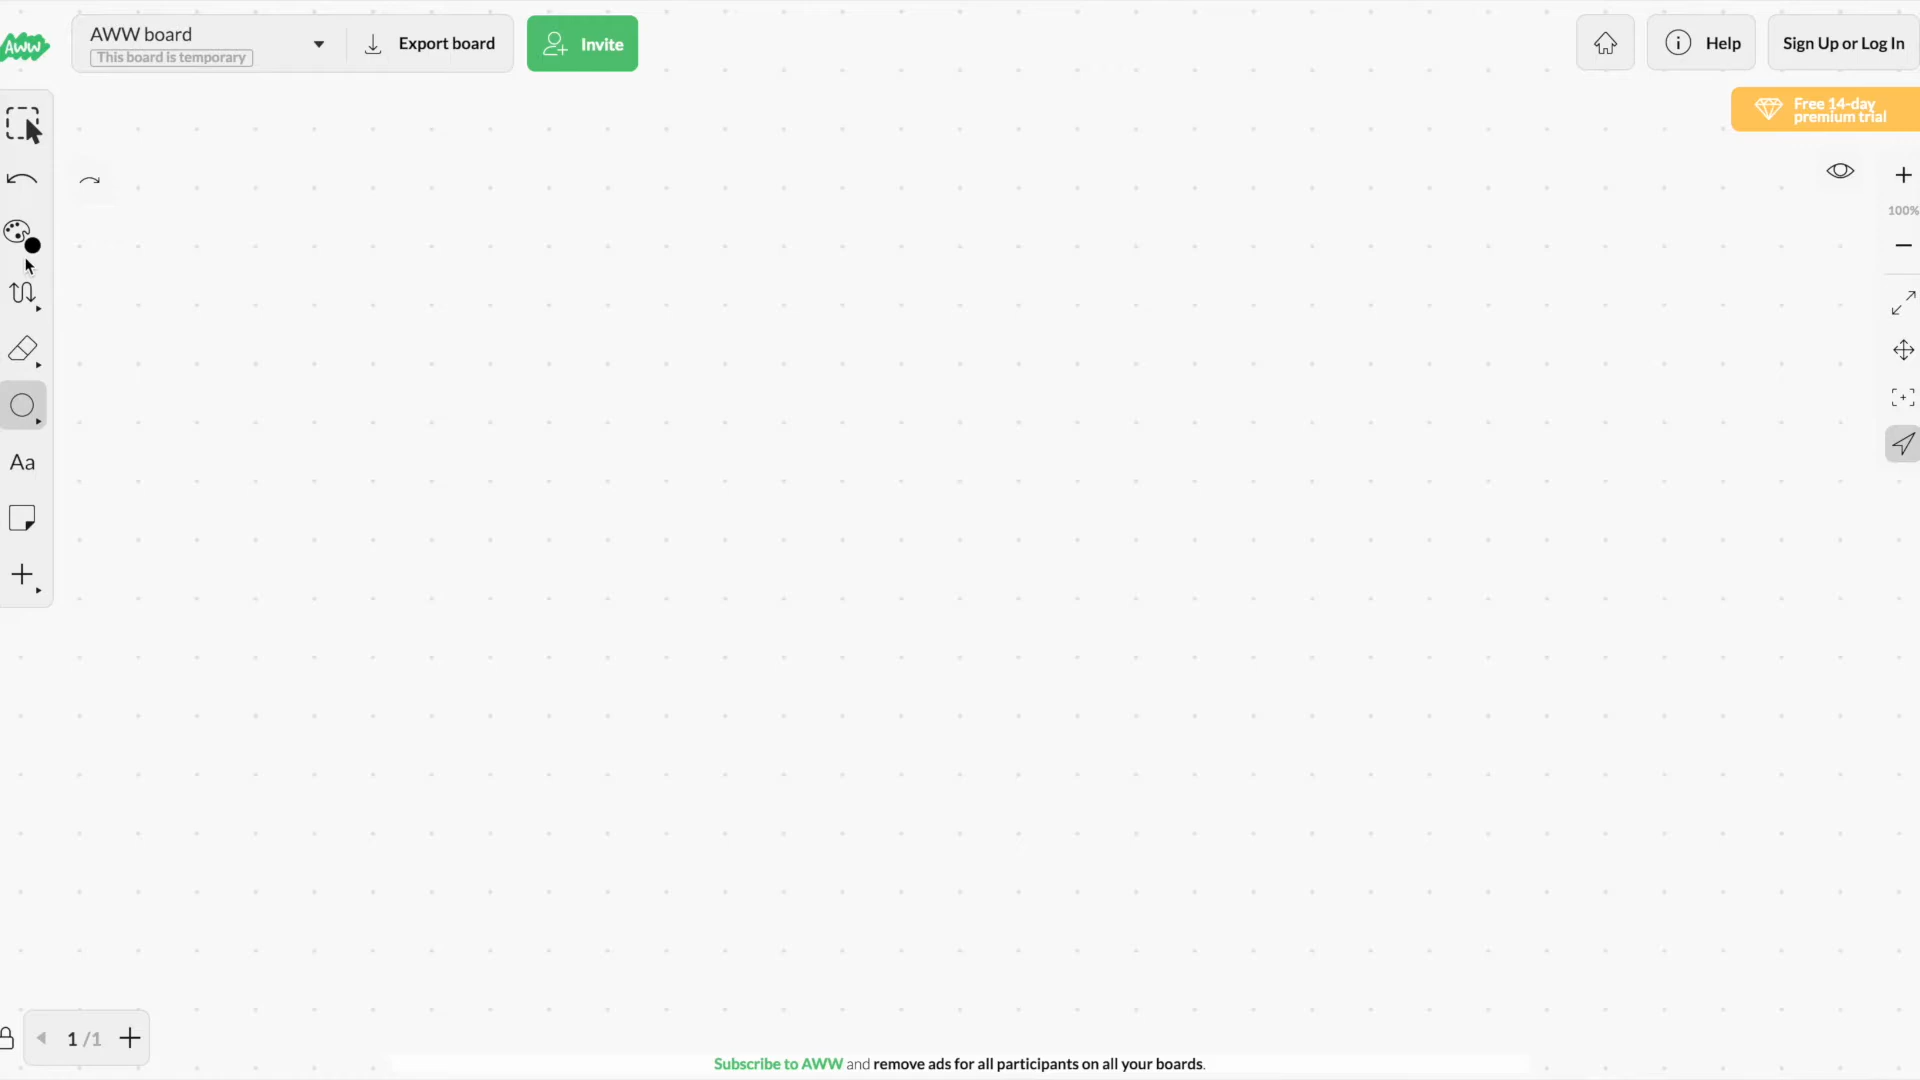 AWW
AWW board
This board is temporary
Export board
Invite
Help
Sign Up or Log In
Free 14-day
premium trial
100%
Aa
1 /1
Subscribe to AWW and remove ads for all participants on all your boards.